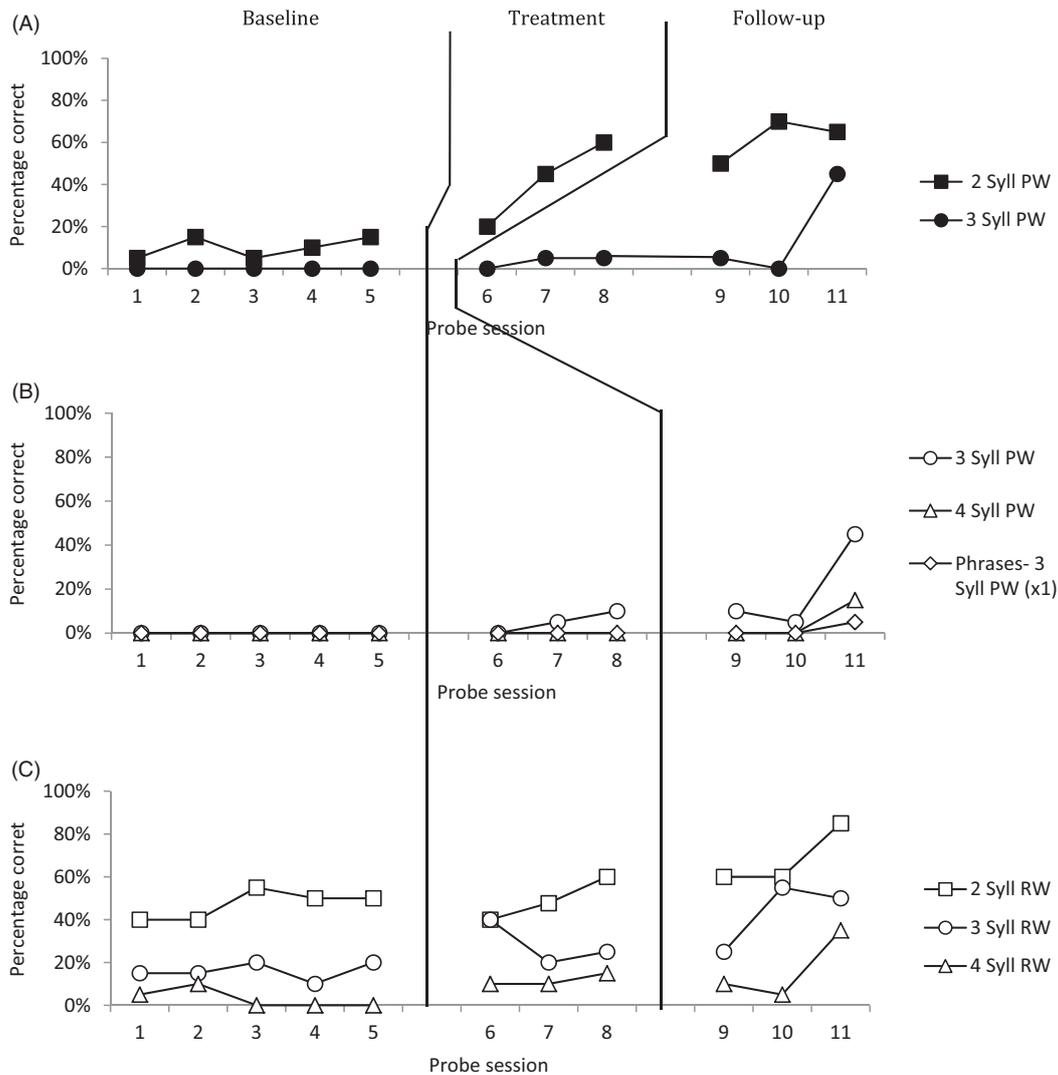 (A)
Baseline
Treatment
Follow-up
Percentage correct
100%
80%
60%
40%
20%
0%
1 2 3 4 5 6 7 8 9 10 11
Probe session
2 Syll PW
3 Syll PW
(B)
Percentage correct
100%
80%
60%
40%
20%
0%
1 2 3 4 5 6 7 8 9 10 11
Probe session
3 Syll PW
4 Syll PW
Phrases- 3
Syll PW (x1)
(C)
Percentage corret
100%
80%
60%
40%
20%
0%
1 2 3 4 5 6 7 8 9 10 11
Probe session
2 Syll RW
3 Syll RW
4 Syll RW